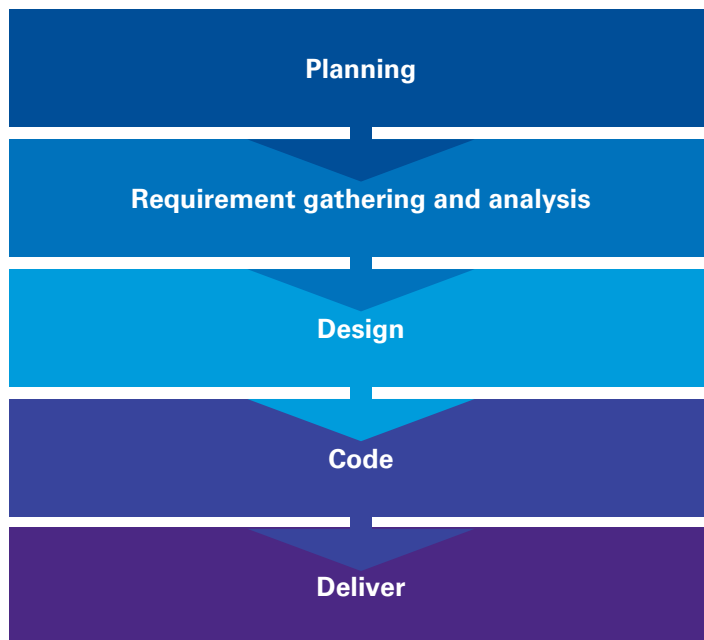 Planning
Requirement gathering and analysis
Design
Code
Deliver